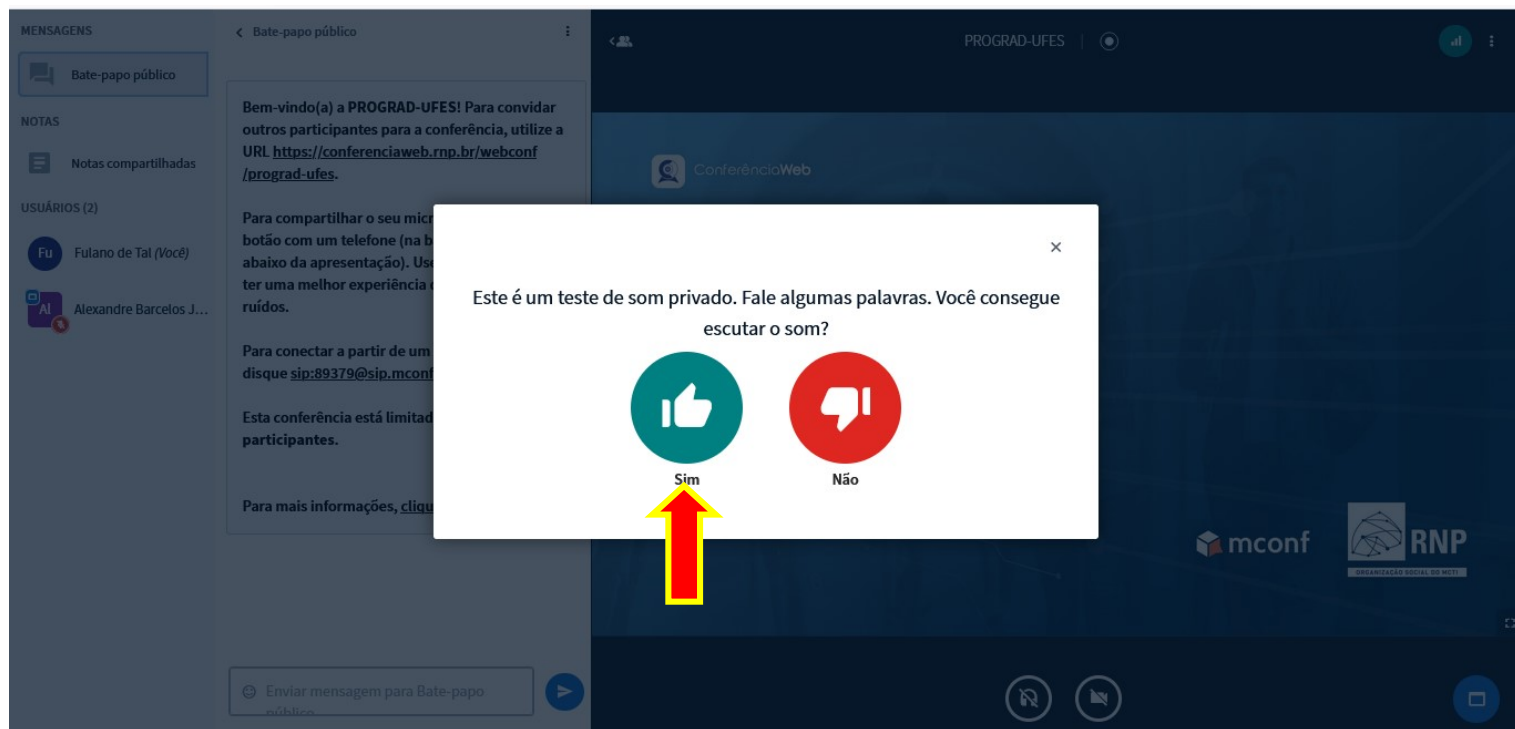 MENSAGENS
Bate-papo público
NOTAS
Notas compartilhadas
USUÁRIOS (2)
Fu
Fulano de Tal (Você)
Al
Alexandre Barcelos J...
Bate-papo público
Bem-vindo(a) a PROGRAD-UFES! Para convidar
outros participantes para a conferência, utilize a
URL https://conferenciaweb.rnp.br/webconf
/prograd-ufes.
Para compartilhar o seu micr
botão com um telefone (na b
abaixo da apresentação). Use
ter uma melhor experiência
ruídos.
Para conectar a partir de um
disque sip:89379@sip.mconf
Esta conferência está limitad
participantes.
Para mais informações, cliqu
Enviar mensagem para Bate-papo
público
PROGRAD-UFES
ConferênciaWeb
Este é um teste de som privado. Fale algumas palavras. Você consegue
escutar o som?
Sim
Não
mconf
RNP
ORGANIZAÇÃO SOCIAL DO MCTI